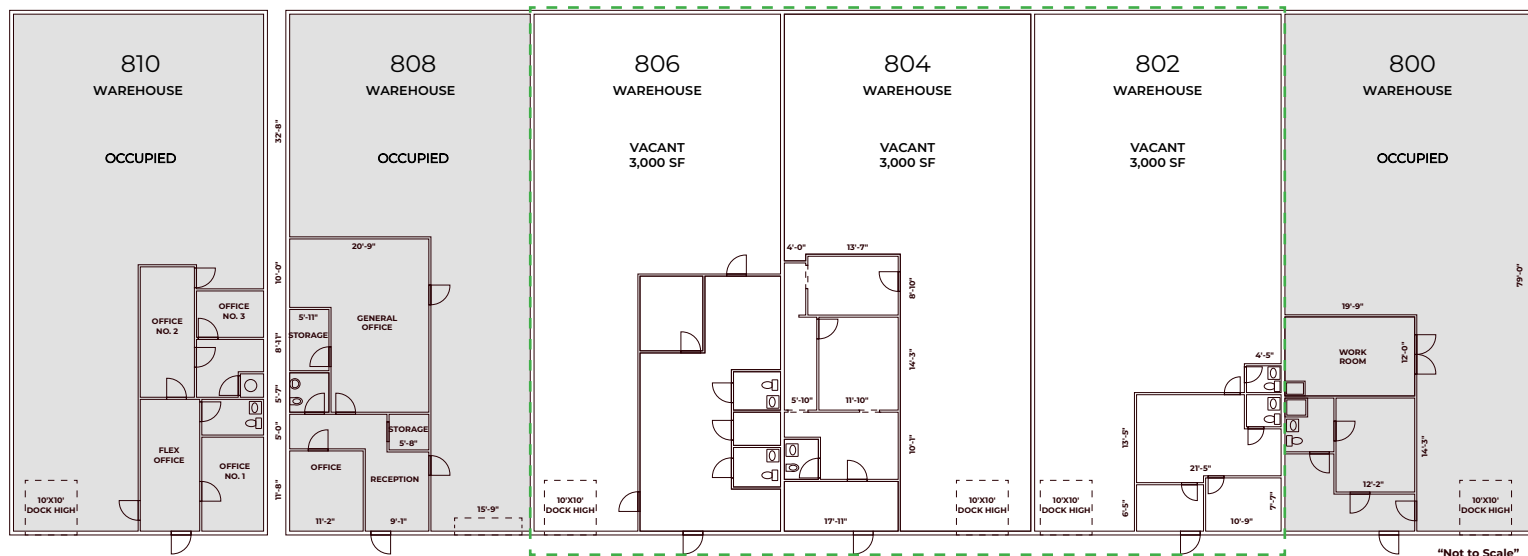 810
WAREHOUSE
OCCUPIED
OFFICE
NO. 3
OFFICE
NO. 2
FLEX
OFFICE
OFFICE
NO. 1
10'X10'
DOCK HIGH
808
WAREHOUSE
OCCUPIED
32'-8"
10'-0"
8'-11"
5'-7"
5'-0"
11'-8"
20'-9"
GENERAL
OFFICE
5'-11"
STORAGE
STORAGE
5'-8"
OFFICE
RECEPTION
11'-2"
9'-1"
15'-9"
806
WAREHOUSE
VACANT
3,000 SF
10'X10'
DOCK HIGH
804
WAREHOUSE
VACANT
3,000 SF
4'-0"
13'-7"
8'-10"
14'-3"
5'-10"
11'-10"
10'-1"
17'-11"
10'X10'
DOCK HIGH
802
WAREHOUSE
VACANT
3,000 SF
4'-5"
13'-5"
21'-5"
6'-5"
10'-9"
7'-7"
10'X10'
DOCK HIGH
800
WAREHOUSE
OCCUPIED
79'-0"
19'-9"
WORK
ROOM
12'-0"
14'-3"
12'-2"
10'X10'
DOCK HIGH
“Not to Scale”